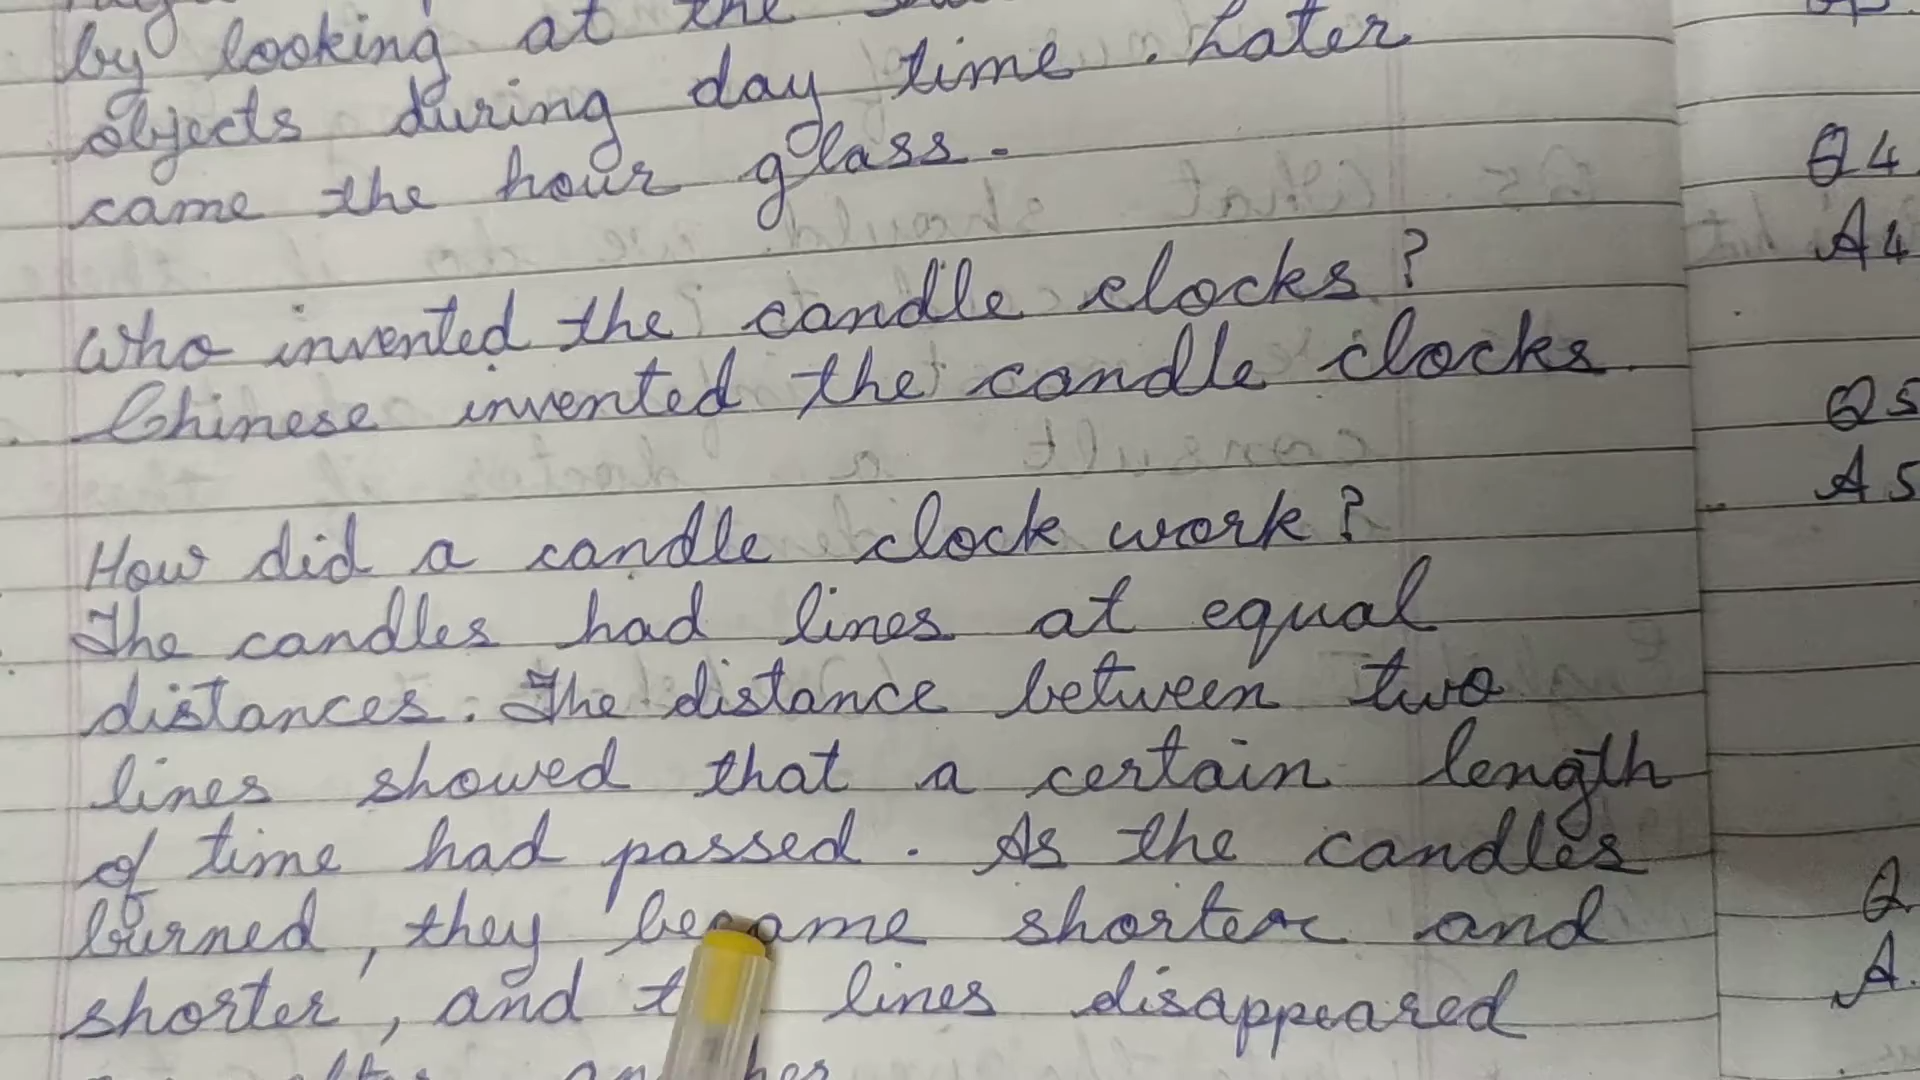 by looking at the
objects during day time. Later
came the hour glass.
Who invented the candle clocks?
Chinese invented the candle clocks.
How did a candle clock work?
The candles had lines at equal
distances. The distance between two
lines showed that a certain length
of time had passed. As the candles
burned, they became shorter and
shorter, and lines disappeared
Q4
A4
Q5
A5
Q
A.